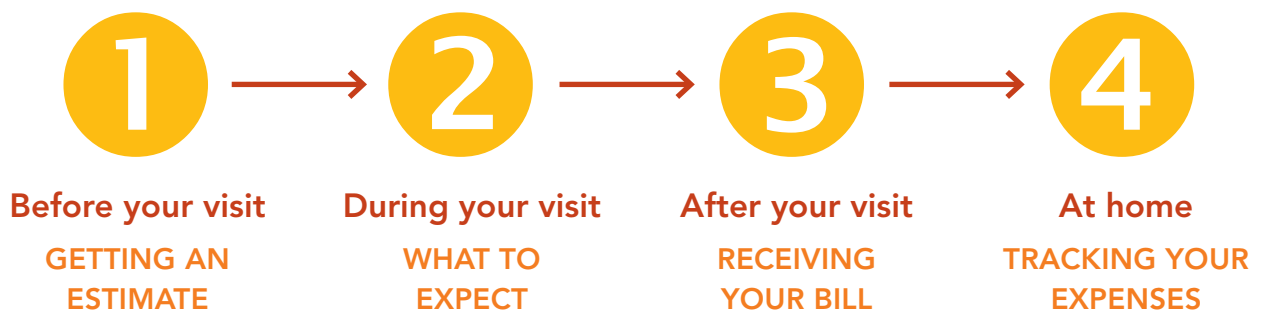 1 2 3 4
Before your visit During your visit After your visit At home
GETTING AN WHAT TO RECEIVING TRACKING YOUR
ESTIMATE EXPECT YOUR BILL EXPENSES